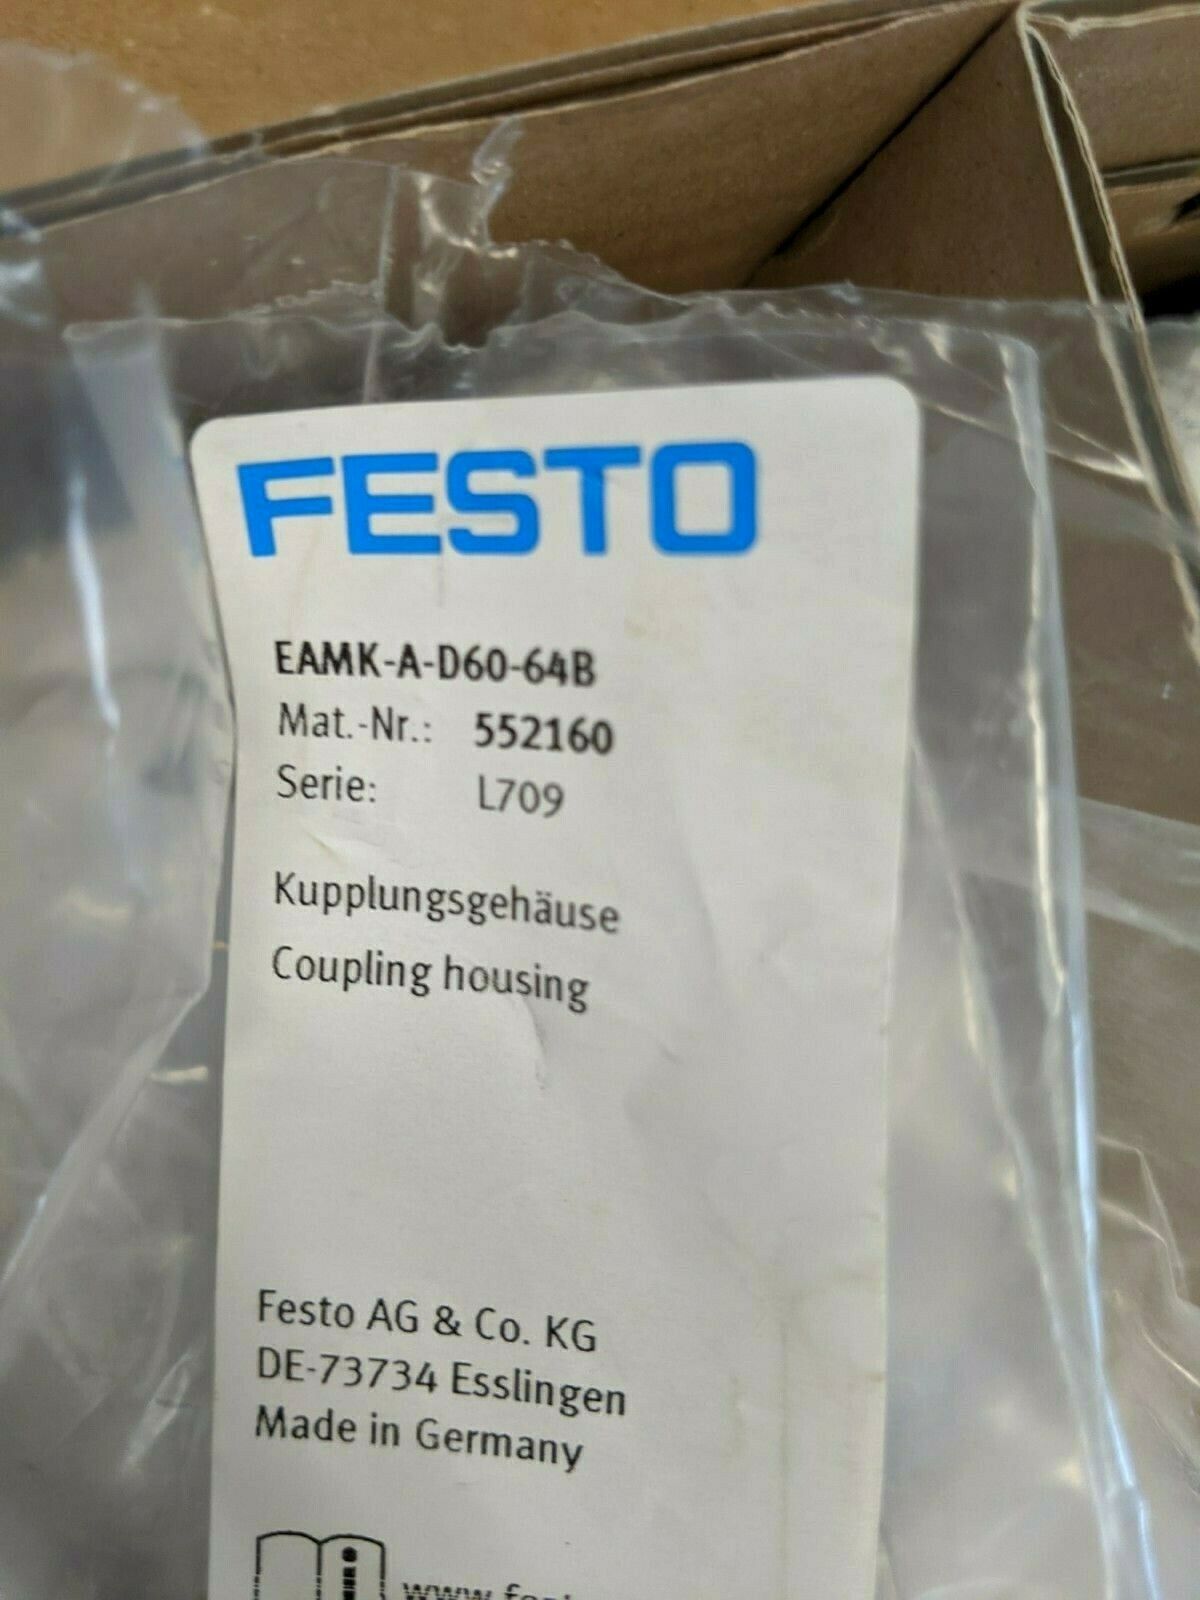 FESTO
EAMK-A-D60-64B
Mat.-Nr.: 552160
Serie: L709
Kupplungsgehäuse
Coupling housing
Festo AG & Co. KG
DE-73734 Esslingen
Made in Germany